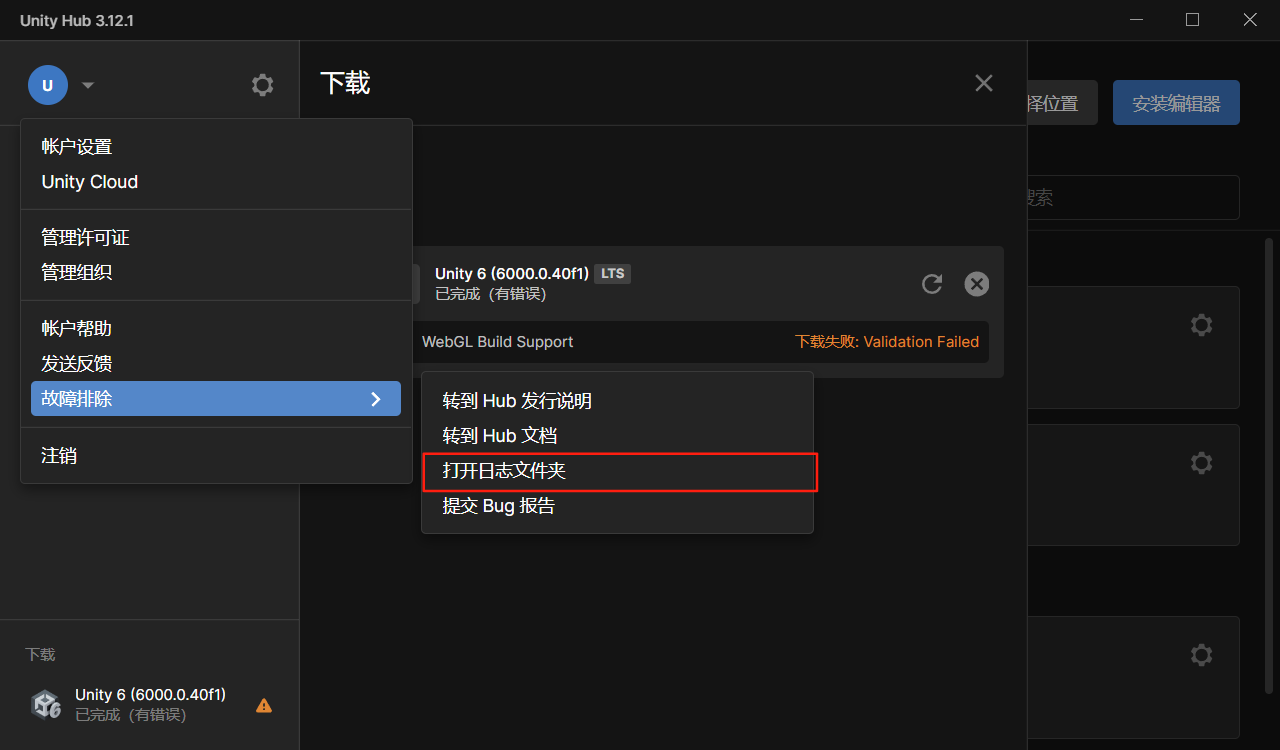 Unity Hub 3.12.1
U
下载
择位置
安装编辑器
搜索
帐户设置
Unity Cloud
管理许可证
管理组织
帐户帮助
发送反馈
故障排除
注销
Unity 6 (6000.0.40f1) LTS
已完成（有错误）
WebGL Build Support
下载失败: Validation Failed
转到 Hub 发行说明
转到 Hub 文档
打开日志文件夹
提交 Bug 报告
下载
Unity 6 (6000.0.40f1)
已完成（有错误）